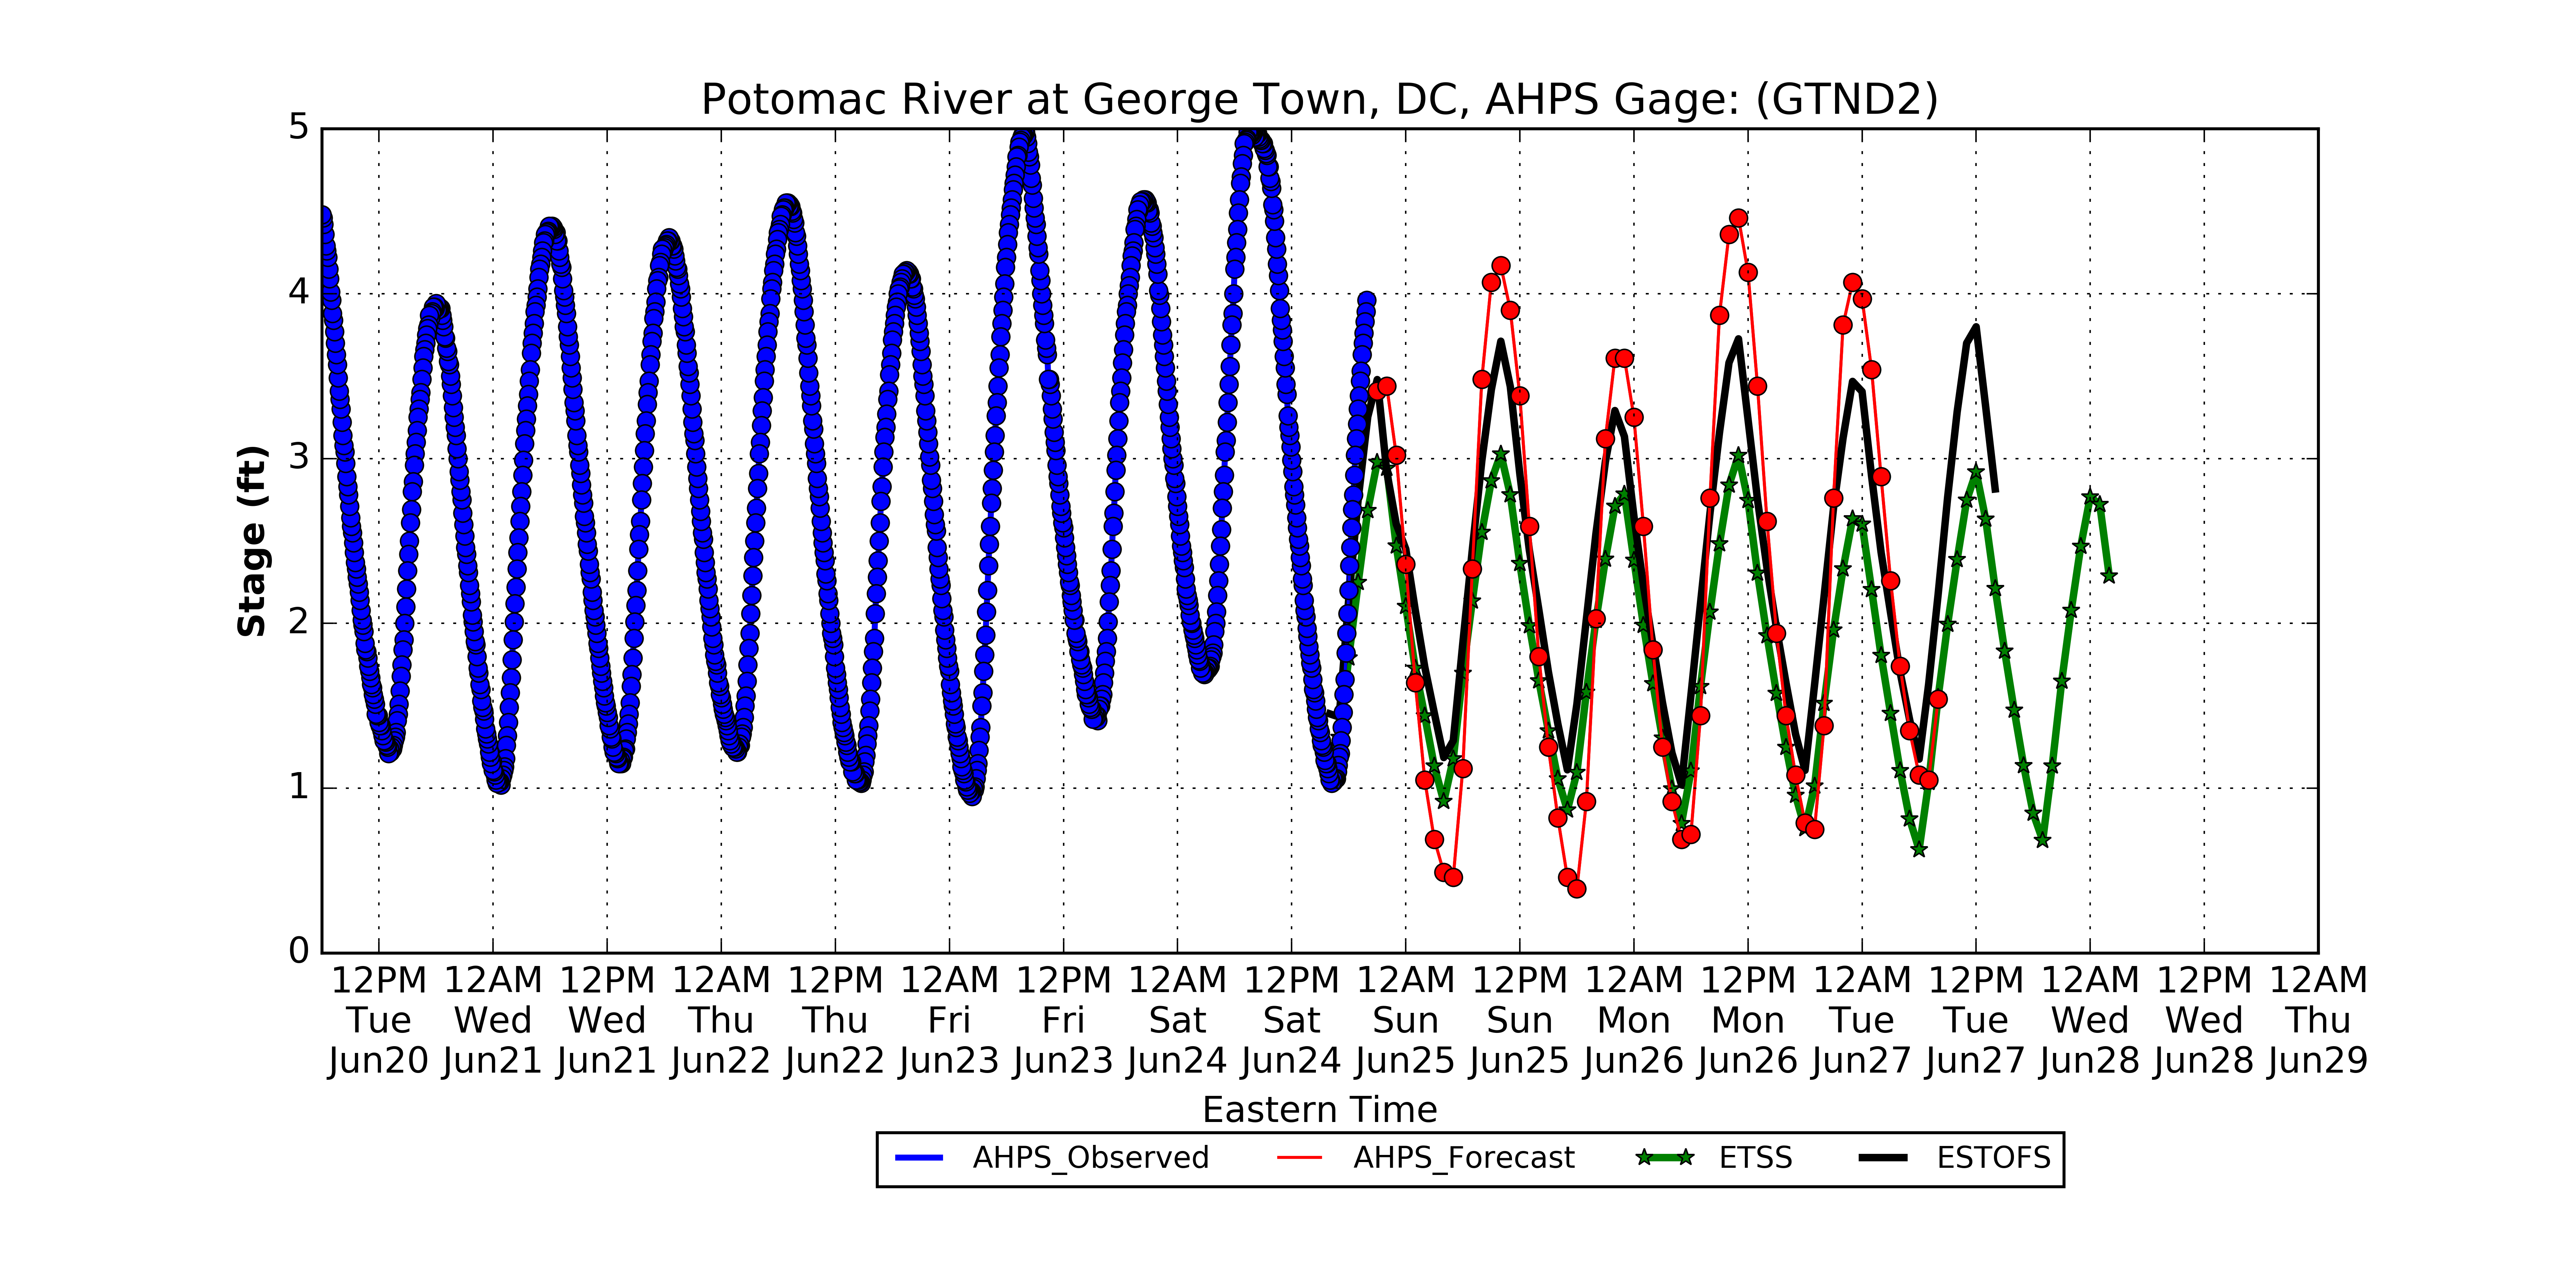 Potomac River at George Town, DC, AHPS Gage: (GTND2)
5
4
3
2
1
0
Stage (ft)
12PM 12AM 12PM 12AM 12PM 12AM 12PM 12AM 12PM 12AM 12PM 12AM 12PM 12AM 12PM 12AM 12PM 12AM
Tue Wed Wed Thu Thu Fri Fri Sat Sat Sun Sun Mon Mon Tue Tue Wed Wed Thu
Jun20 Jun21 Jun21 Jun22 Jun22 Jun23 Jun23 Jun24 Jun24 Jun25 Jun25 Jun26 Jun26 Jun27 Jun27 Jun28 Jun28 Jun29
Eastern Time
AHPS_Observed AHPS_Forecast ETSS ESTOFS